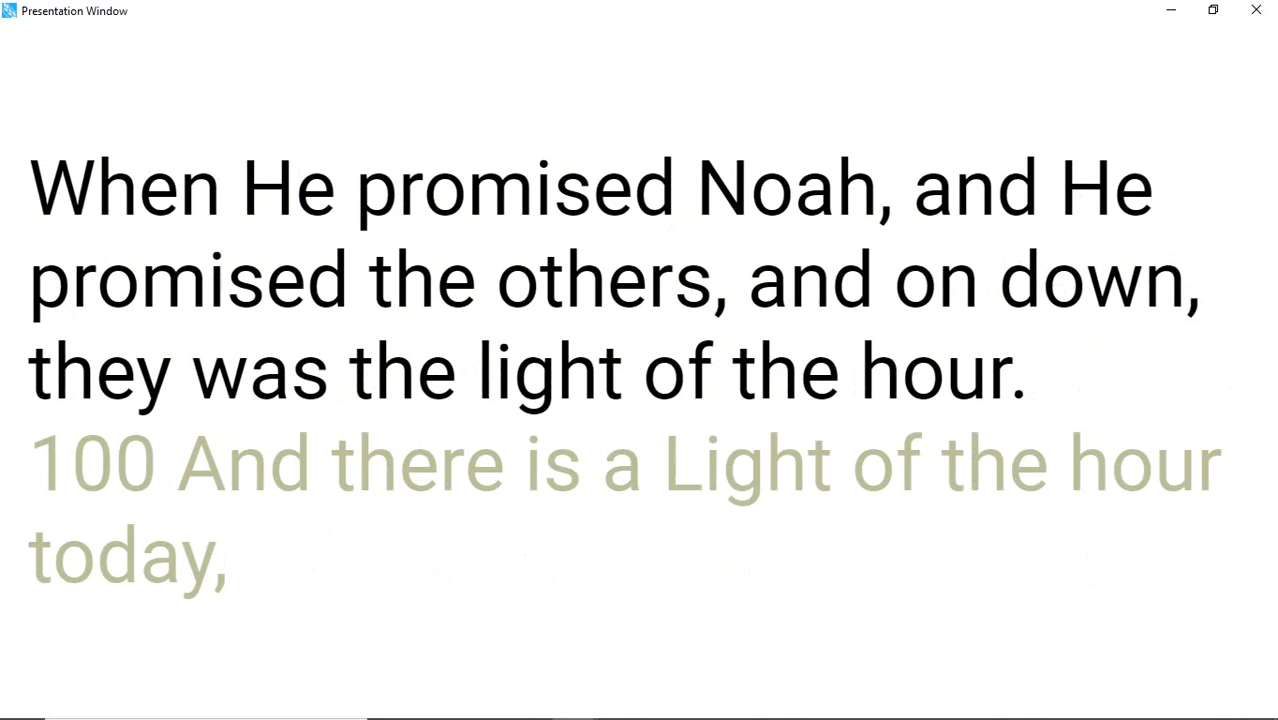 Presentation Window
When He promised Noah, and He
promised the others, and on down,
they was the light of the hour.
100 And there is a Light of the hour
today,